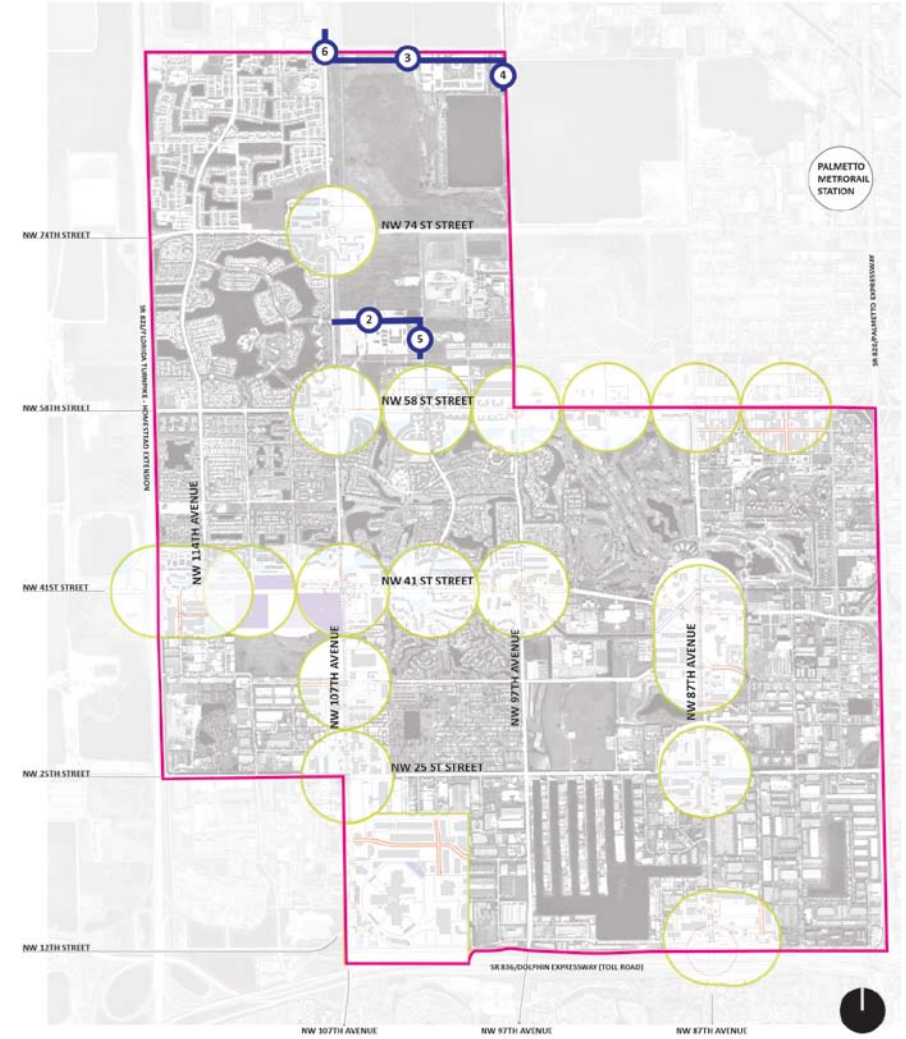 6
3
4
PALMETTO
METRORAIL
STATION
NW 74 ST STREET
NW 74TH STREET
SR 826/PALMETTO EXPRESSWAY
SR 821/FLORIDA TURNPIKE - HOMESTEAD EXTENSION
2
5
NW 58 ST STREET
NW 58TH STREET
NW 114TH AVENUE
NW 41 ST STREET
NW 41ST STREET
NW 107TH AVENUE
NW 97TH AVENUE
NW 87TH AVENUE
NW 25 ST STREET
NW 25TH STREET
NW 12TH STREET
SR 836/DOLPHIN EXPRESSWAY (TOLL ROAD)
NW 107TH AVENUE
NW 97TH AVENUE
NW 87TH AVENUE